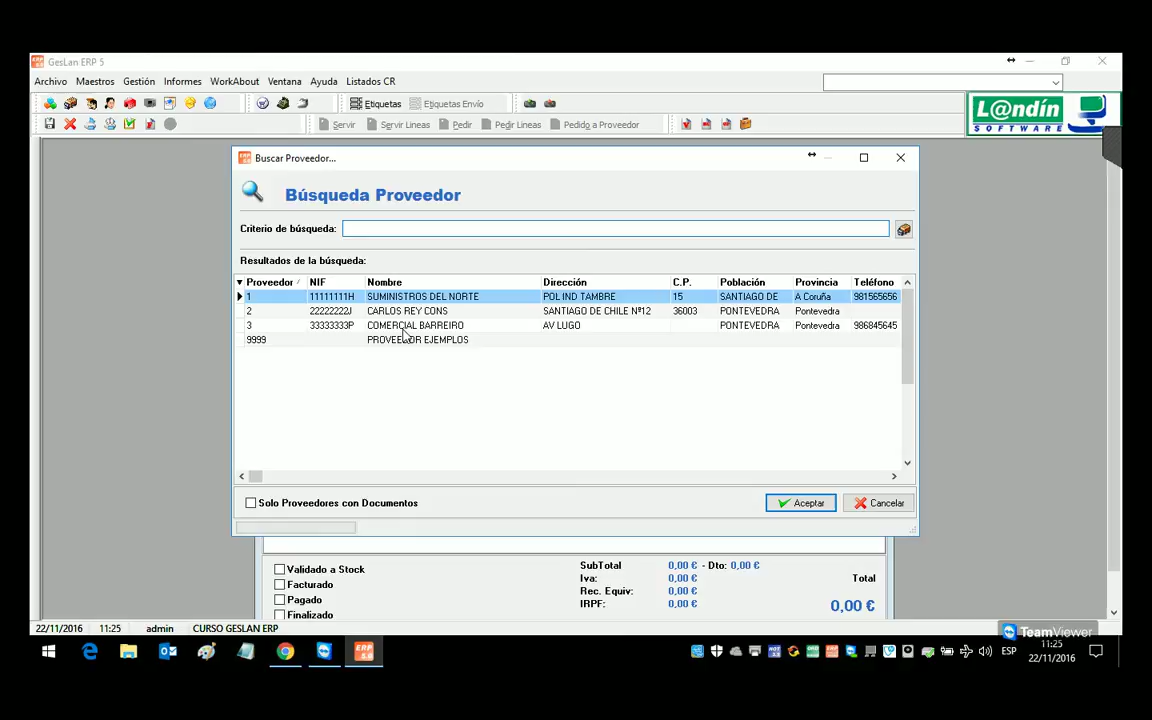 GesLan ERP 5
Archivo Maestros Gestión Informes WorkAbout Ventana Ayuda Listados CR
Etiquetas Etiquetas Envío
Servir Servir Lineas Pedir Pedir Lineas Pedido a Proveedor
L@ndín
SOFTWARE
Buscar Proveedor...
Búsqueda Proveedor
Criterio de búsqueda:
Resultados de la búsqueda:
Proveedor NIF Nombre Dirección C.P. Población Provincia Teléfono
1 11111111H SUMINISTROS DEL NORTE POL IND TAMBRE 15 SANTIAGO DE A Coruña 981565656
2 22222222J CARLOS REY CONS SANTIAGO DE CHILE Nº12 36003 PONTEVEDRA Pontevedra
3 33333333P COMERCIAL BARREIRO AV LUGO PONTEVEDRA Pontevedra 986845645
9999 PROVEEDOR EJEMPLOS
Solo Proveedores con Documentos
Aceptar Cancelar
Validado a Stock
Facturado
Pagado
Finalizado
SubTotal 0,00 € - Dto: 0,00 €
Iva: 0,00 €
Rec. Equiv: 0,00 €
IRPF: 0,00 €
Total
0,00 €
22/11/2016 11:25 admin CURSO GESLAN ERP
TeamViewer
ESP
11:25
22/11/2016